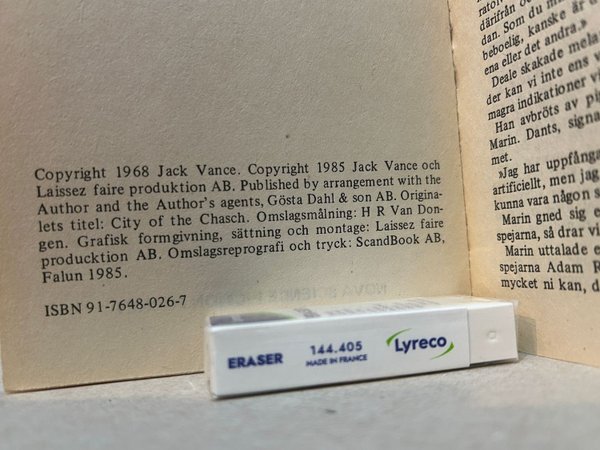 Copyright 1968 Jack Vance. Copyright 1985 Jack Vance och
Laissez faire produktion AB. Published by arrangement with the
Author and the Author's agents, Gösta Dahl & son AB. Origina-
lets titel: City of the Chasch. Omslagsmålning: H R Van Don-
gen. Grafisk formgivning, sättning och montage: Laissez faire
producktion AB. Omslagsreprografi och tryck: ScandBook AB,
Falun 1985.
ISBN 91-7648-026-7
därifrån
dan. Som du
beboelig, kanske är
ena eller det andra.»
Deale skakade
der kan vi inte ens
magra indikationer
Han avbröts av
Marin. Dants,
met.
»Jag har
artificiellt, men jag
kunna vara någon
Marin gned sig
spejarna, så drar vi
Marin uttalade
spejarna Adam R
mycket ni kan,
ERASER
144.405
MADE IN FRANCE
Lyreco